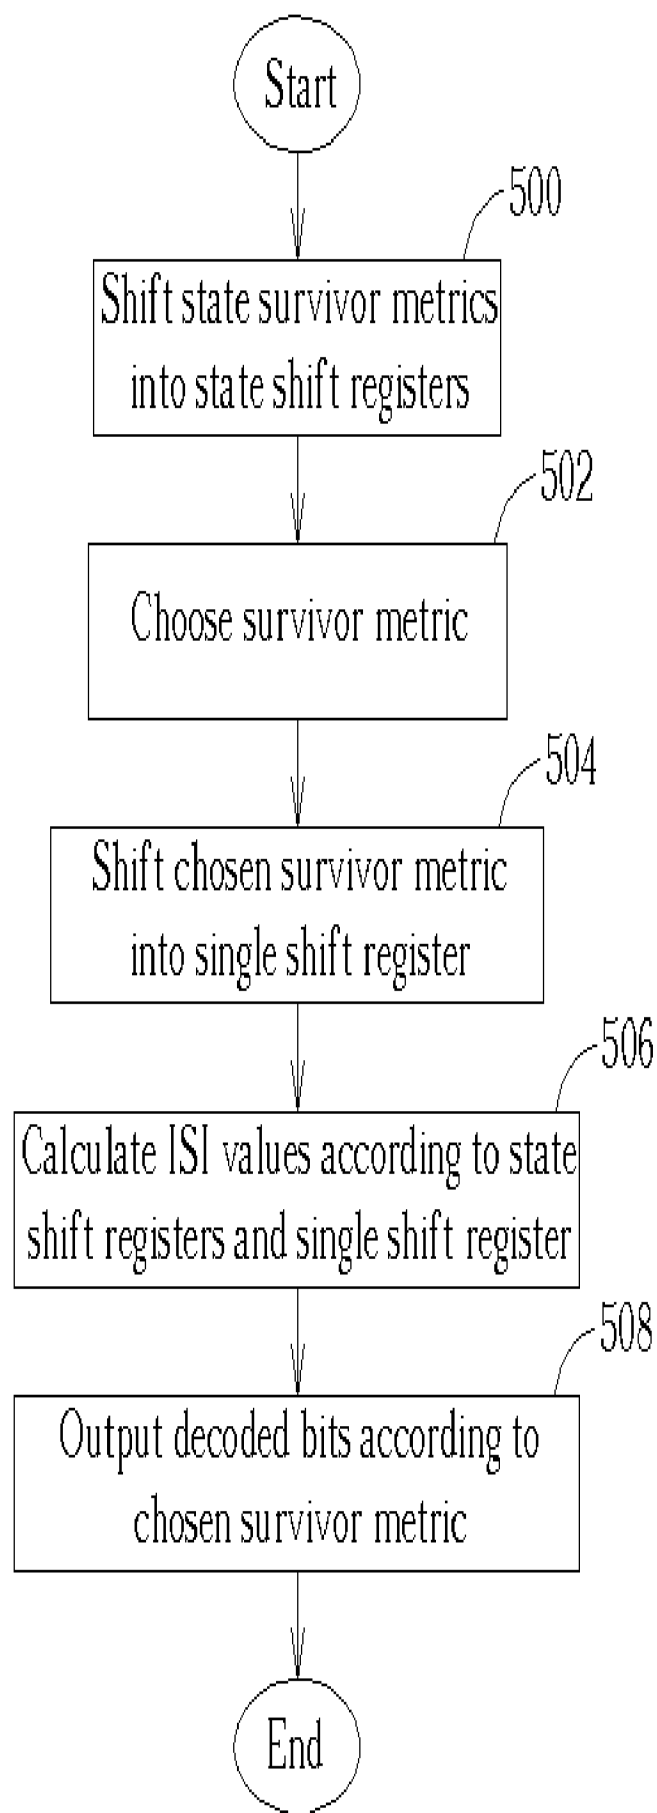 Start
500
Shift state survivor metrics
into state shift registers
502
Choose survivor metric
504
Shift chosen survivor metric
into single shift register
506
Calculate ISI values according to state
shift registers and single shift register
508
Output decoded bits according to
chosen survivor metric
End